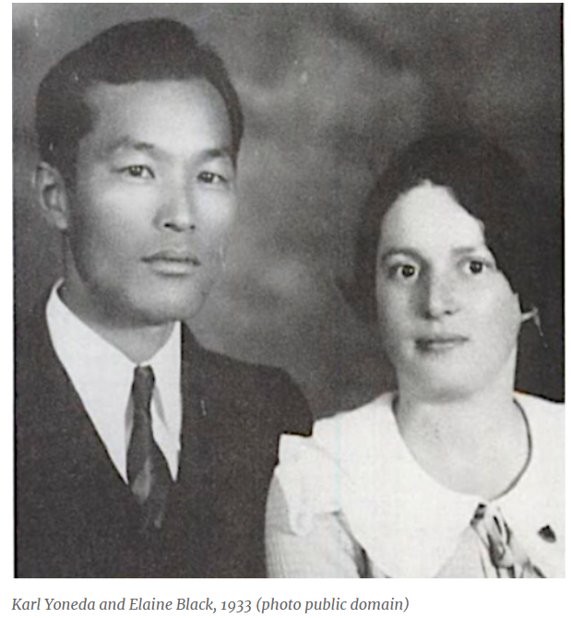 Karl Yoneda and Elaine Black, 1933 (photo public domain)